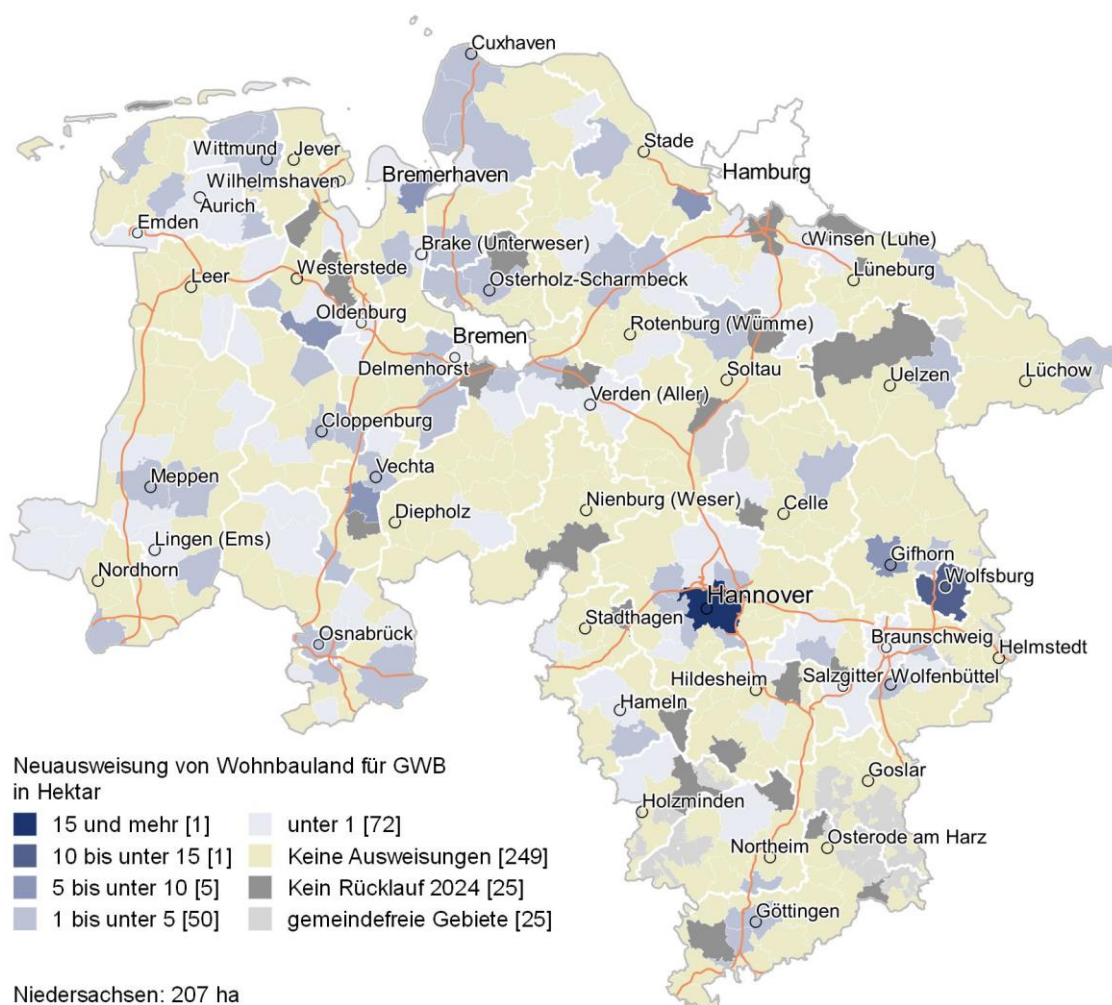 Cuxhaven
Stade
Hamburg
Wittmund
Jever
Wilhelmshaven
Bremerhaven
Aurich
Emden
Brake (Unterweser)
Winsen (Luhe)
Leer
Westerstede
Osterholz-Scharmbeck
Lüneburg
Oldenburg
Rotenburg (Wümme)
Bremen
Delmenhorst
Soltau
Uelzen
Lüchow
Verden (Aller)
Cloppenburg
Vechta
Meppen
Nienburg (Weser)
Celle
Diepholz
Lingen (Ems)
Gifhorn
Nordhorn
Wolfsburg
Hannover
Stadthagen
Braunschweig
Osnabrück
Helmstedt
Hildesheim
Salzgitter
Wolfenbüttel
Hameln
Goslar
Holzminden
Osterode am Harz
Northeim
Göttingen
Neuausweisung von Wohnbauland für GWB
in Hektar
15 und mehr [1]
10 bis unter 15 [1]
5 bis unter 10 [5]
1 bis unter 5 [50]
unter 1 [72]
Keine Ausweisungen [249]
Kein Rücklauf 2024 [25]
gemeindefreie Gebiete [25]
Niedersachsen: 207 ha